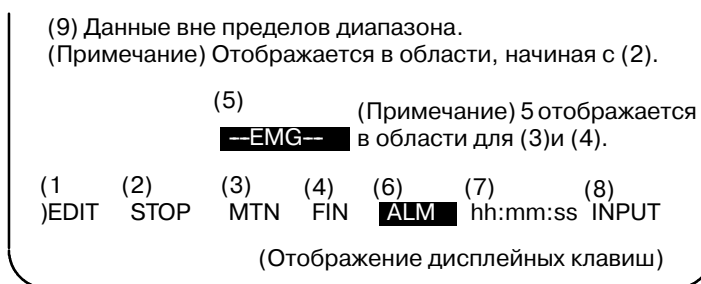 (9) Данные вне пределов диапазона.
(Примечание) Отображается в области, начиная с (2).
(5)
(Примечание) 5 отображается
--EMG--
в области для (3)и (4).
(1 (2) (3) (4) (6) (7) (8)
)EDIT STOP MTN FIN ALM hh:mm:ss INPUT
(Отображение дисплейных клавиш)